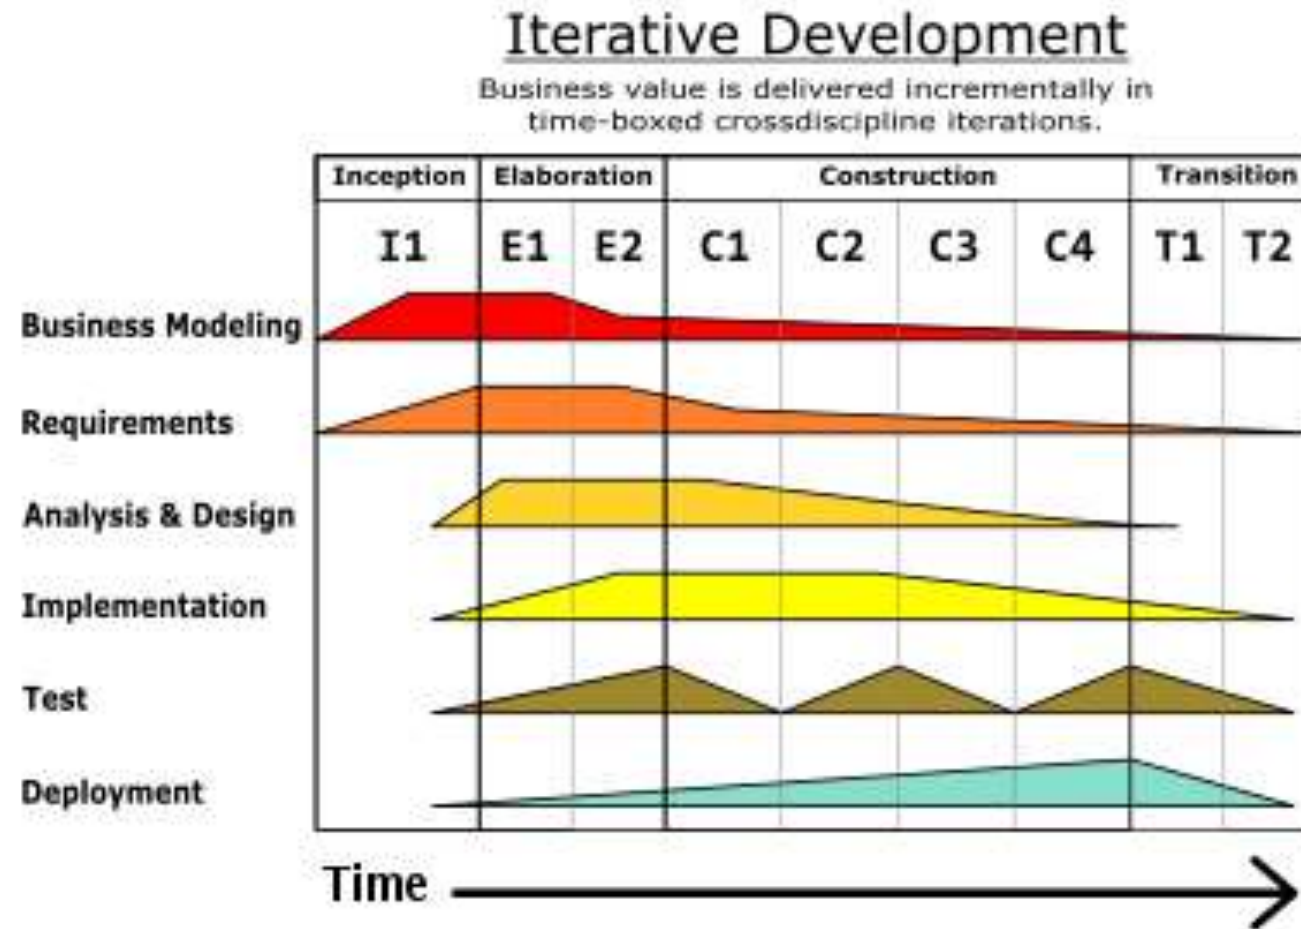 Iterative Development
Business value is delivered incrementally in
time-boxed crossdiscipline iterations.
Inception Elaboration Construction Transition
I1 E1 E2 C1 C2 C3 C4 T1 T2
Business Modeling
Requirements
Analysis & Design
Implementation
Test
Deployment
Time